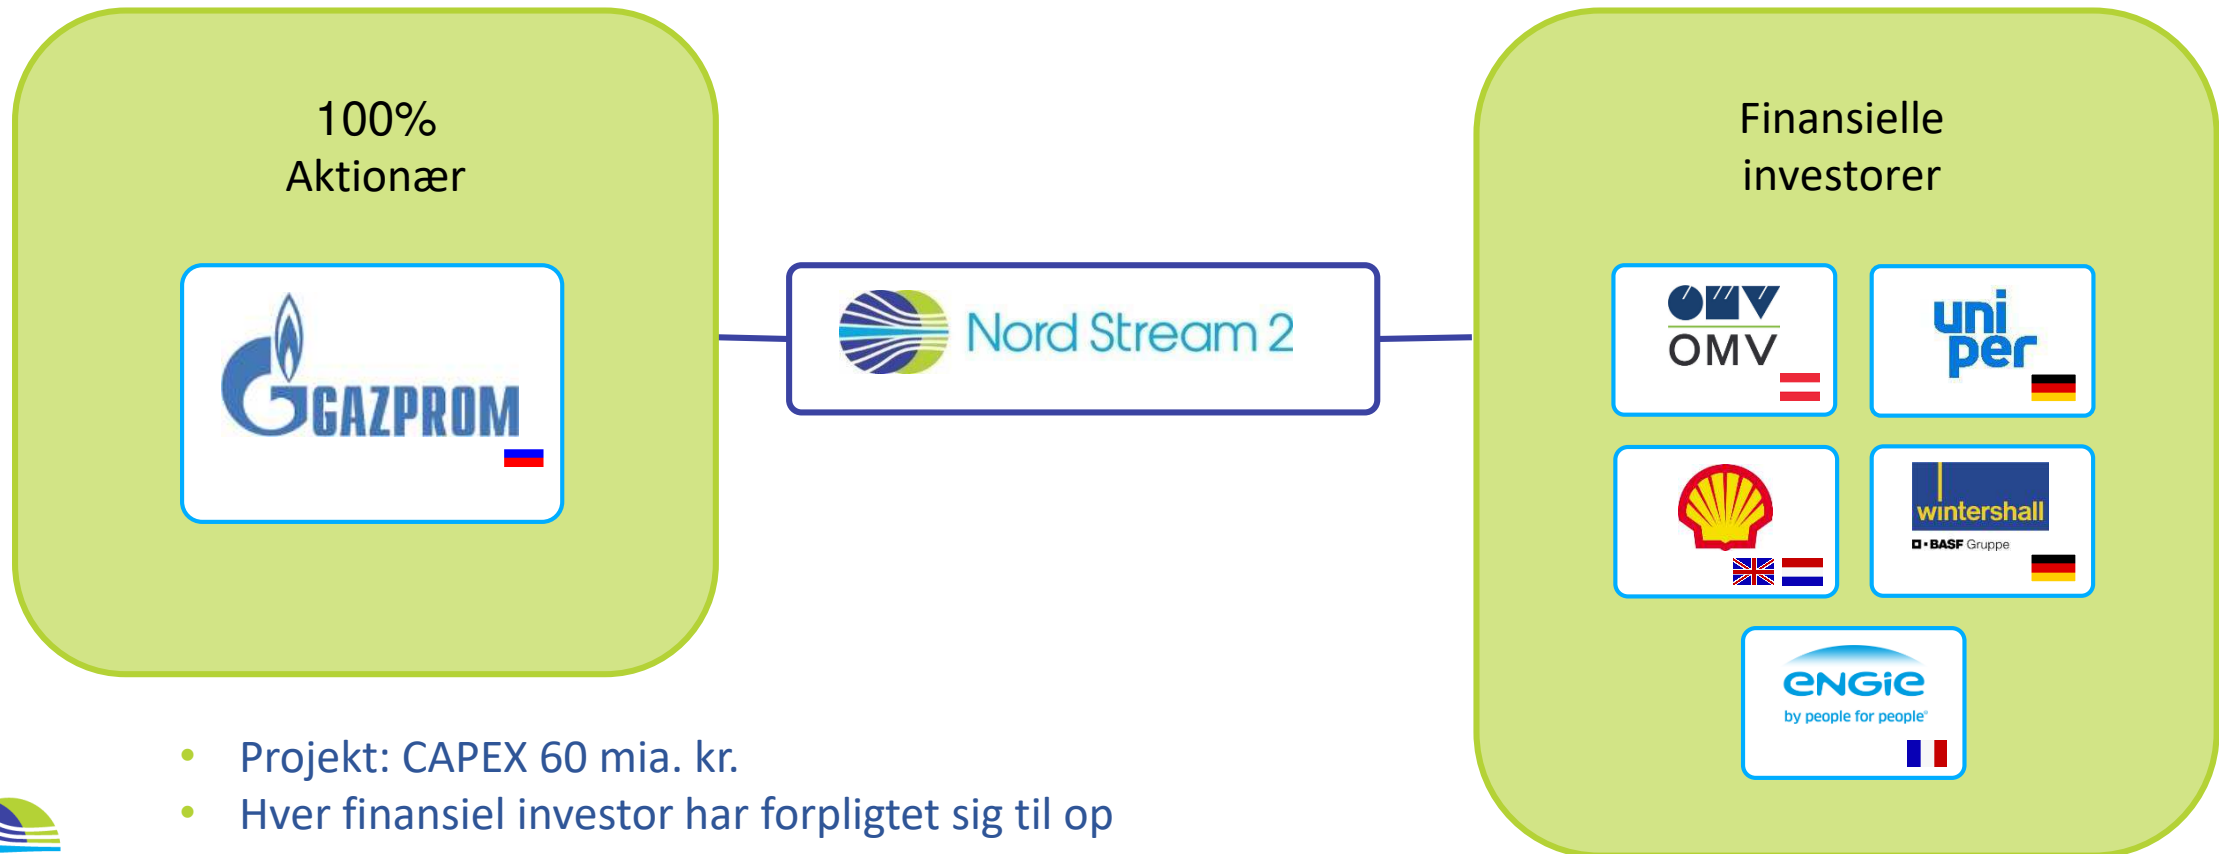 100%
Aktionær
GAZPROM
Nord Stream 2
Finansielle
investorer
OMV
OMV
uni
per
wintershall
BASF Gruppe
ENGIE
by people for people®
• Projekt: CAPEX 60 mia. kr.
• Hver finansiel investor har forpligtet sig til op